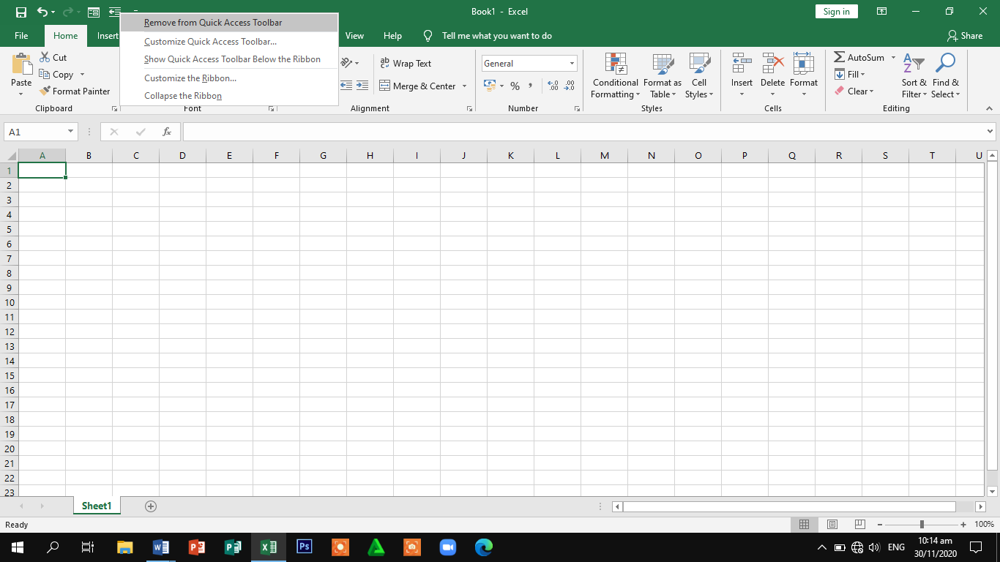 Book1 - Excel
Sign in
File
Home
Insert
View
Help
Tell me what you want to do
Share
Remove from Quick Access Toolbar
Customize Quick Access Toolbar...
Show Quick Access Toolbar Below the Ribbon
Customize the Ribbon...
Collapse the Ribbon
Paste
Cut
Copy
Format Painter
Clipboard
Font
ab
Wrap Text
Merge & Center
Alignment
General
%
,
.00
.0
Number
Conditional
Formatting
Format as
Table
Cell
Styles
Styles
Insert
Delete
Format
Cells
AutoSum
Fill
Clear
Sort &
Filter
Find &
Select
Editing
A1
fx
A B C D E F G H I J K L M N O P Q R S T U
1
2
3
4
5
6
7
8
9
10
11
12
13
14
15
16
17
18
19
20
21
22
23
Sheet1
Ready
100%
ENG
10:14 am
30/11/2020